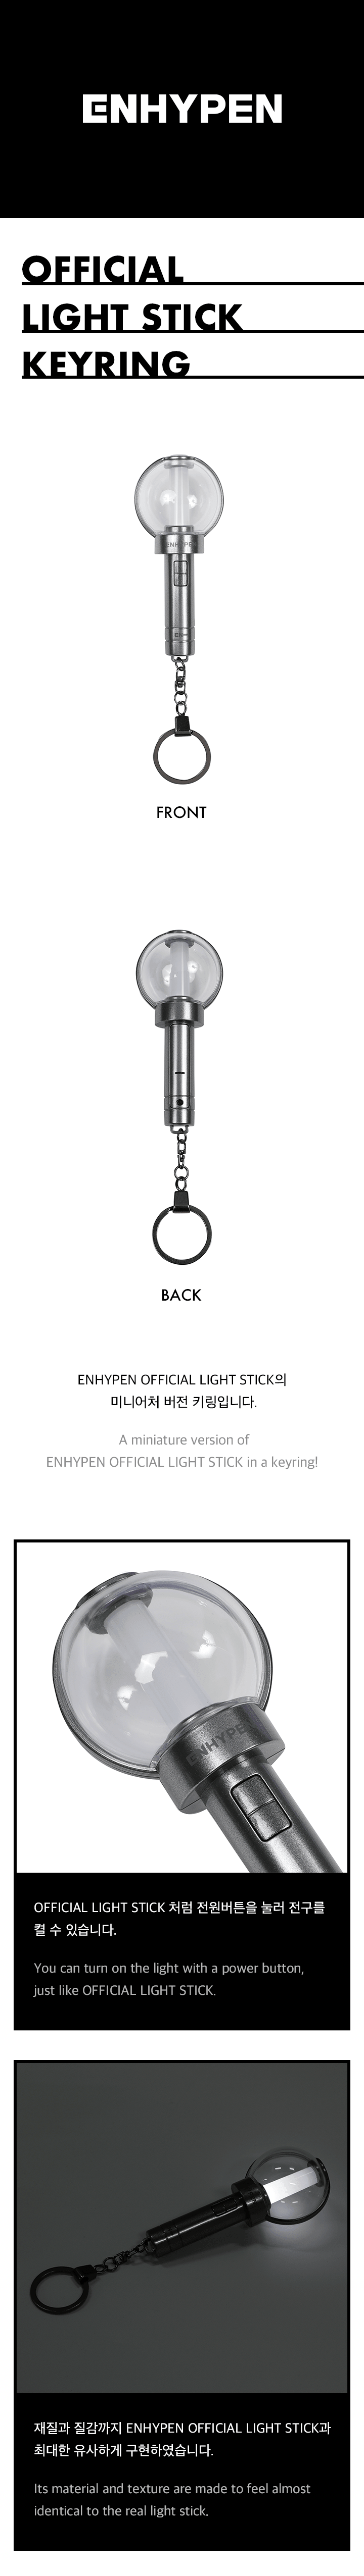 ENHYPEN
OFFICIAL
LIGHT STICK
KEYRING
ENHYPEN
FRONT
BACK
ENHYPEN OFFICIAL LIGHT STICK의
미니어처 버전 키링입니다.
A miniature version of
ENHYPEN OFFICIAL LIGHT STICK in a keyring!
ENHYPEN
OFFICIAL LIGHT STICK 처럼 전원버튼을 눌러 전구를
켤 수 있습니다.
You can turn on the light with a power button,
just like OFFICIAL LIGHT STICK.
재질과 질감까지 ENHYPEN OFFICIAL LIGHT STICK과
최대한 유사하게 구현하였습니다.
Its material and texture are made to feel almost
identical to the real light stick.